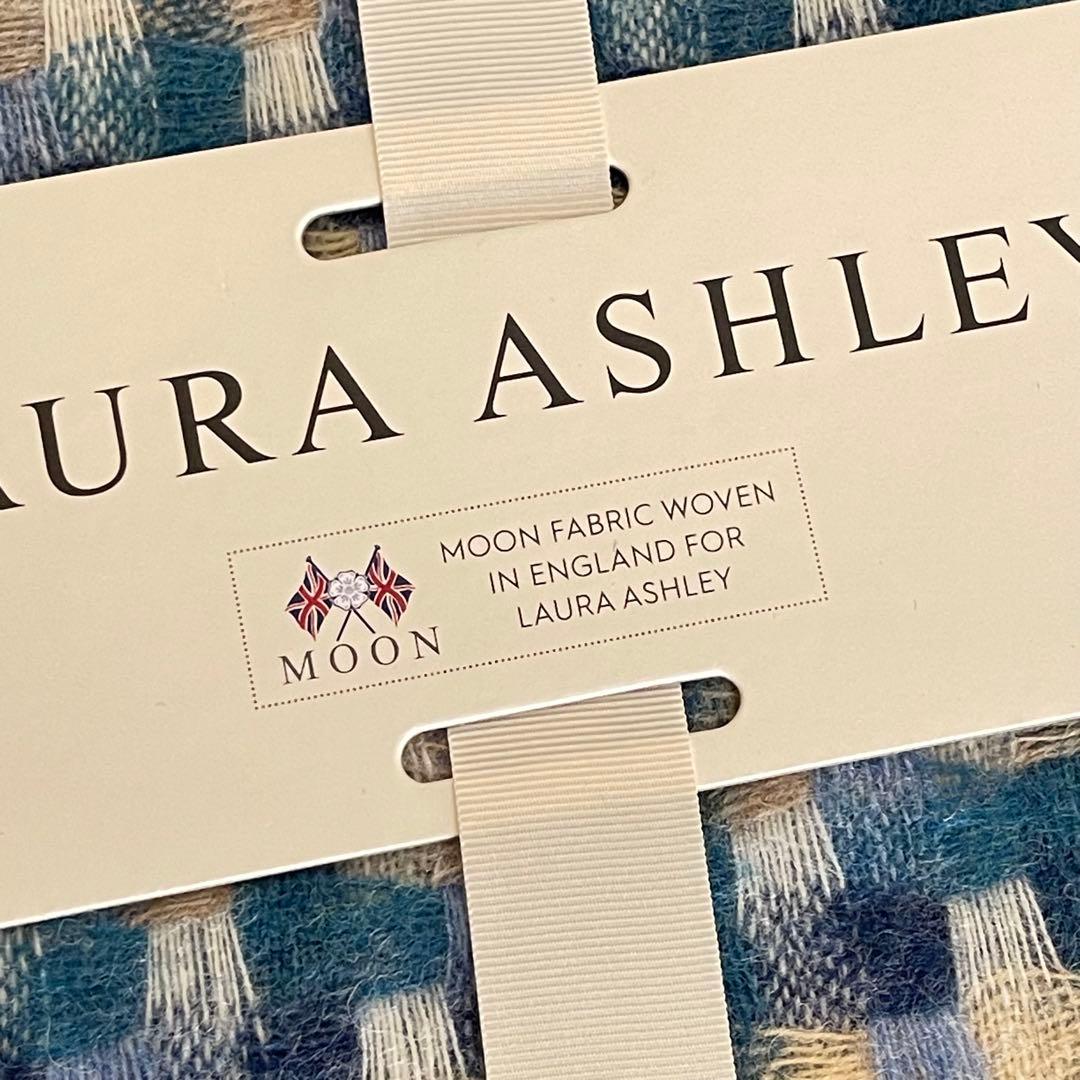 AURA ASHLEY
MOON FABRIC WOVEN
IN ENGLAND FOR
LAURA ASHLEY
MOON